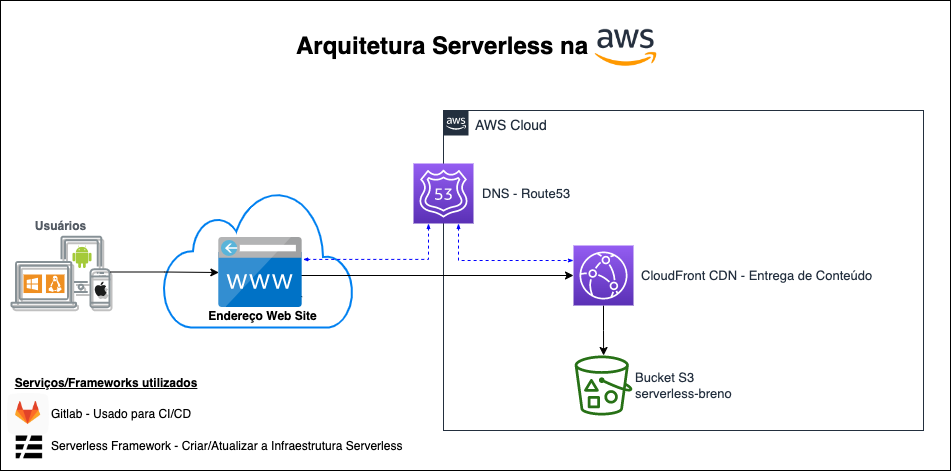 Arquitetura Serverless na aws
aws AWS Cloud
53 DNS - Route53
Usuários
WWW
Endereço Web Site
CloudFront CDN - Entrega de Conteúdo
Bucket S3
serverless-breno
Serviços/Frameworks utilizados
Gitlab - Usado para CI/CD
Serverless Framework - Criar/Atualizar a Infraestrutura Serverless